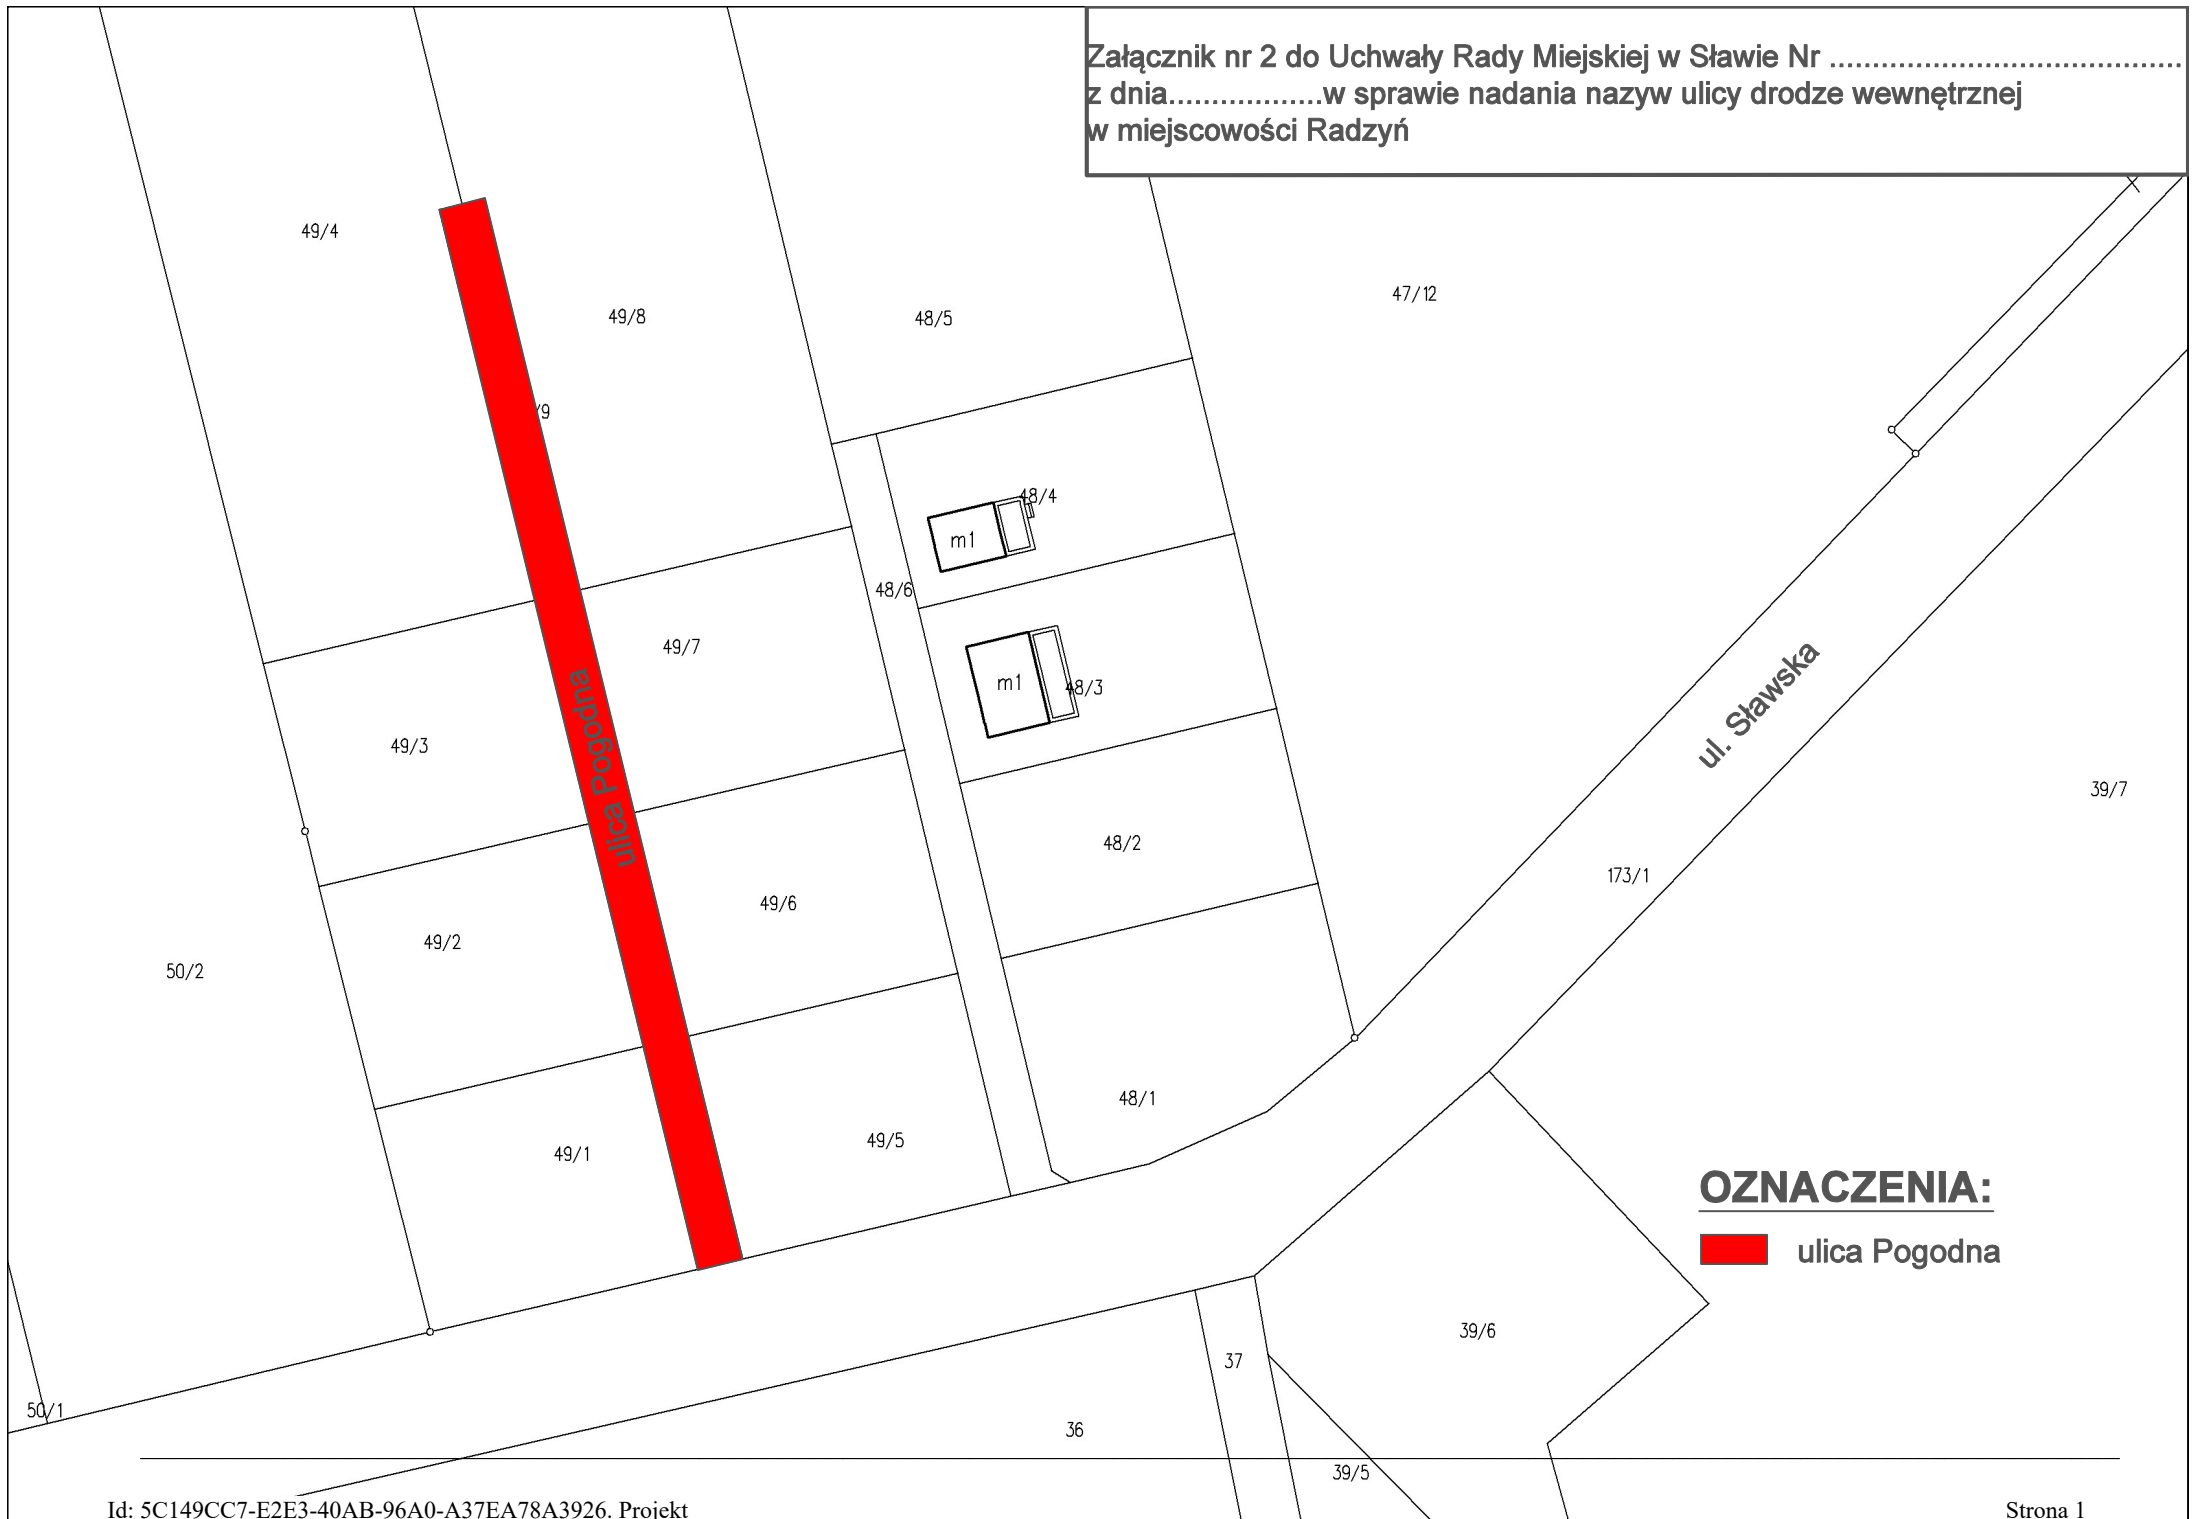 Załącznik nr 2 do Uchwały Rady Miejskiej w Sławie Nr .........................................
z dnia..................w sprawie nadania nazyw ulicy drodze wewnętrznej
w miejscowości Radzyń
49/4
49/8
48/5
47/12
/9
48/4
m1
48/6
49/7
m1
48/3
ulica Pogodna
ul. Sławska
49/3
39/7
48/2
173/1
49/6
49/2
50/2
48/1
49/5
49/1
OZNACZENIA:
ulica Pogodna
39/6
37
50/1
36
39/5
Id: 5C149CC7-E2E3-40AB-96A0-A37EA78A3926. Projekt
Strona 1